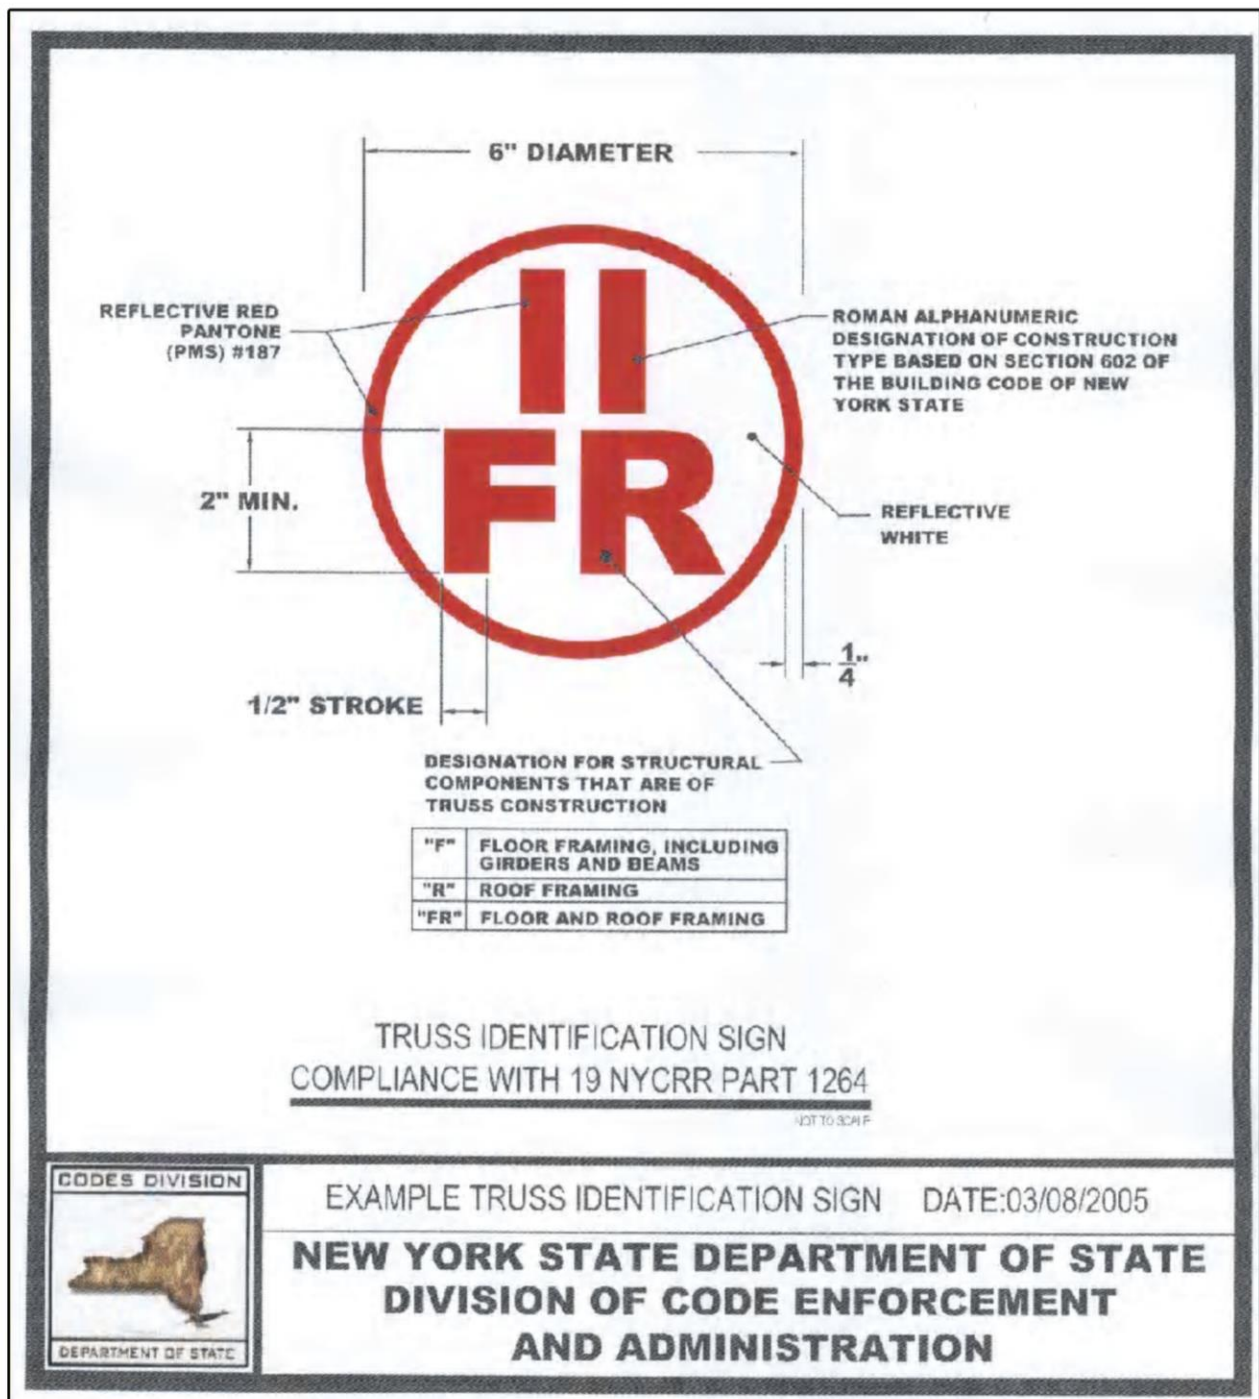 6" DIAMETER
II
FR
REFLECTIVE RED
PANTONE
(PMS) #187
ROMAN ALPHANUMERIC
DESIGNATION OF CONSTRUCTION
TYPE BASED ON SECTION 602 OF
THE BUILDING CODE OF NEW
YORK STATE
2" MIN.
REFLECTIVE
WHITE
1/4"
1/2" STROKE
DESIGNATION FOR STRUCTURAL
COMPONENTS THAT ARE OF
TRUSS CONSTRUCTION
"F" FLOOR FRAMING, INCLUDING
GIRDERS AND BEAMS
"R" ROOF FRAMING
"FR" FLOOR AND ROOF FRAMING
TRUSS IDENTIFICATION SIGN
COMPLIANCE WITH 19 NYCRR PART 1264
NOT TO SCALE
CODES DIVISION
DEPARTMENT OF STATE
EXAMPLE TRUSS IDENTIFICATION SIGN DATE:03/08/2005
NEW YORK STATE DEPARTMENT OF STATE
DIVISION OF CODE ENFORCEMENT
AND ADMINISTRATION